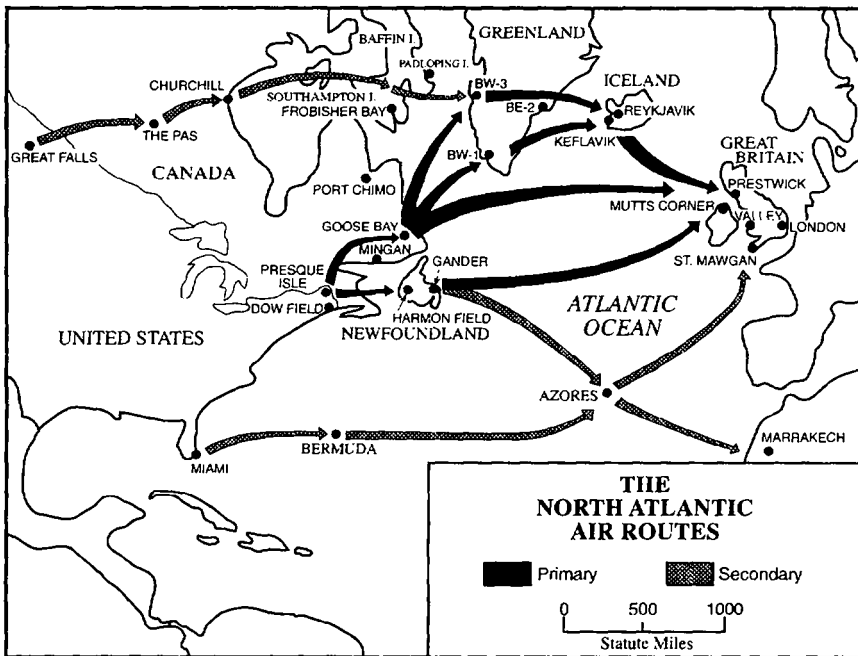 GREENLAND
BAFFIN I.
PADLOPING I.
CHURCHILL
BW-3
ICELAND
SOUTHAMPTON I.
FROBISHER BAY
BE-2
REYKJAVIK
THE PAS
GREAT FALLS
KEFLAVIK
GREAT
BRITAIN
BW-1
CANADA
PORT CHIMO
PRESTWICK
MUTTS CORNER
VALLEY
LONDON
GOOSE BAY
MINGAN
GANDER
ST. MAWGAN
PRESQUE
ISLE
DOW FIELD
HARMON FIELD
NEWFOUNDLAND
ATLANTIC
OCEAN
UNITED STATES
AZORES
BERMUDA
MARRAKECH
MIAMI
THE
NORTH ATLANTIC
AIR ROUTES
Primary
Secondary
0 500 1000
Statute Miles